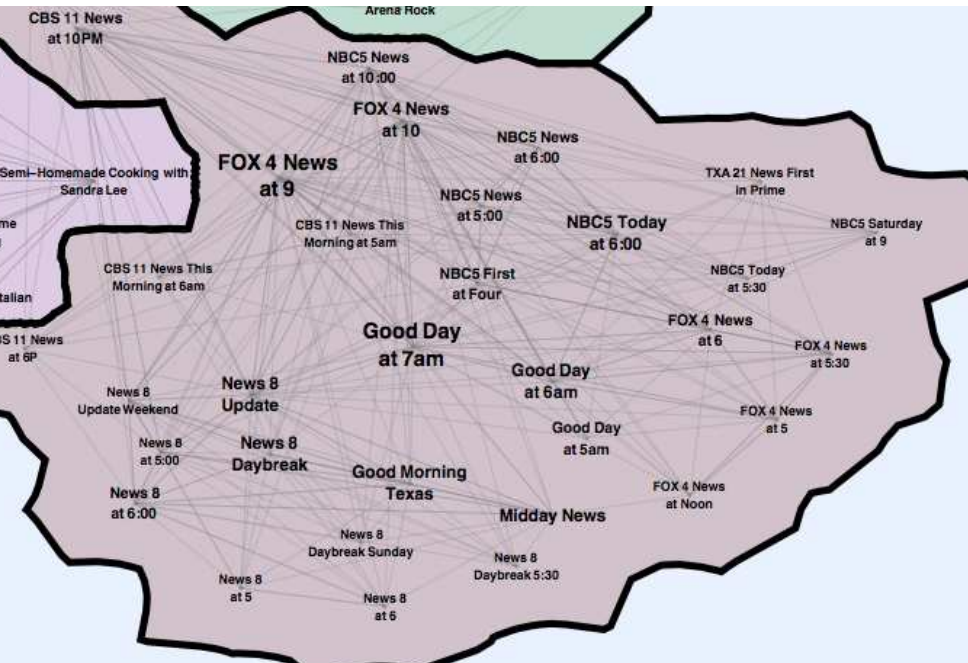 Arena Rock
CBS 11 News
at 10PM
NBC5 News
at 10:00
FOX 4 News
at 10
NBC5 News
at 6:00
FOX 4 News
at 9
Semi-Homemade Cooking with
Sandra Lee
TXA 21 News First
in Prime
NBC5 News
at 5:00
CBS 11 News This
Morning at 5am
NBC5 Today
at 6:00
NBC5 Saturday
at 9
CBS 11 News This
Morning at 6am
NBC5 First
at Four
NBC5 Today
at 5:30
talian
Good Day
at 7am
FOX 4 News
at 6
S 11 News
at 6P
FOX 4 News
at 5:30
Good Day
at 6am
News 8
Update Weekend
News 8
Update
FOX 4 News
at 5
Good Day
at 5am
News 8
at 5:00
News 8
Daybreak
Good Morning
Texas
FOX 4 News
at Noon
News 8
at 6:00
Midday News
News 8
Daybreak Sunday
News 8
Daybreak 5:30
News 8
at 5
News 8
at 6